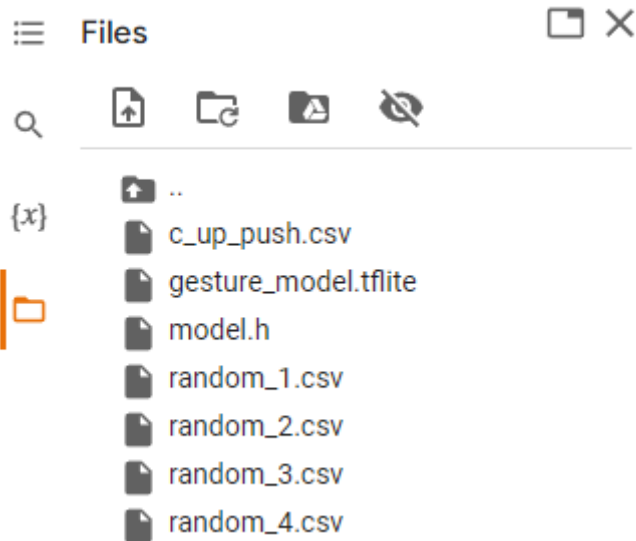 Files
..
{x}
c_up_push.csv
gesture_model.tflite
model.h
random_1.csv
random_2.csv
random_3.csv
random_4.csv